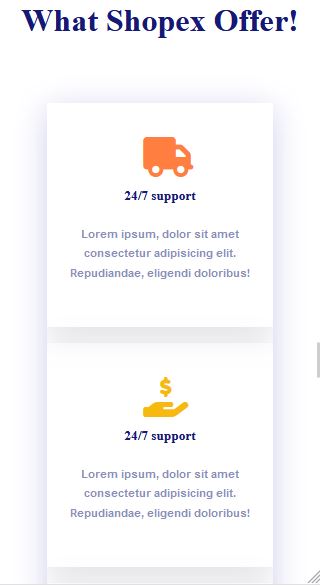 What Shopex Offer!
24/7 support
Lorem ipsum, dolor sit amet
consectetur adipisicing elit.
Repudiandae, eligendi doloribus!
$
24/7 support
Lorem ipsum, dolor sit amet
consectetur adipisicing elit.
Repudiandae, eligendi doloribus!